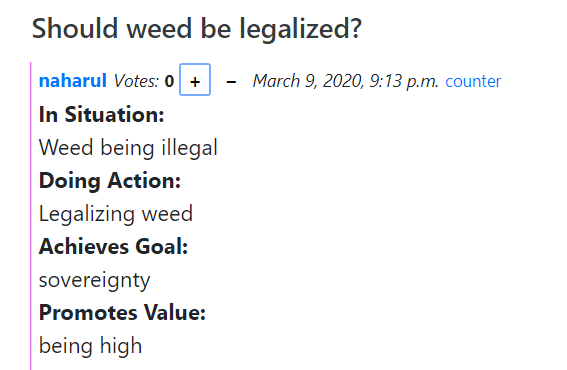 Should weed be legalized?
naharul Votes: 0 + – March 9, 2020, 9:13 p.m. counter
In Situation:
Weed being illegal
Doing Action:
Legalizing weed
Achieves Goal:
sovereignty
Promotes Value:
being high